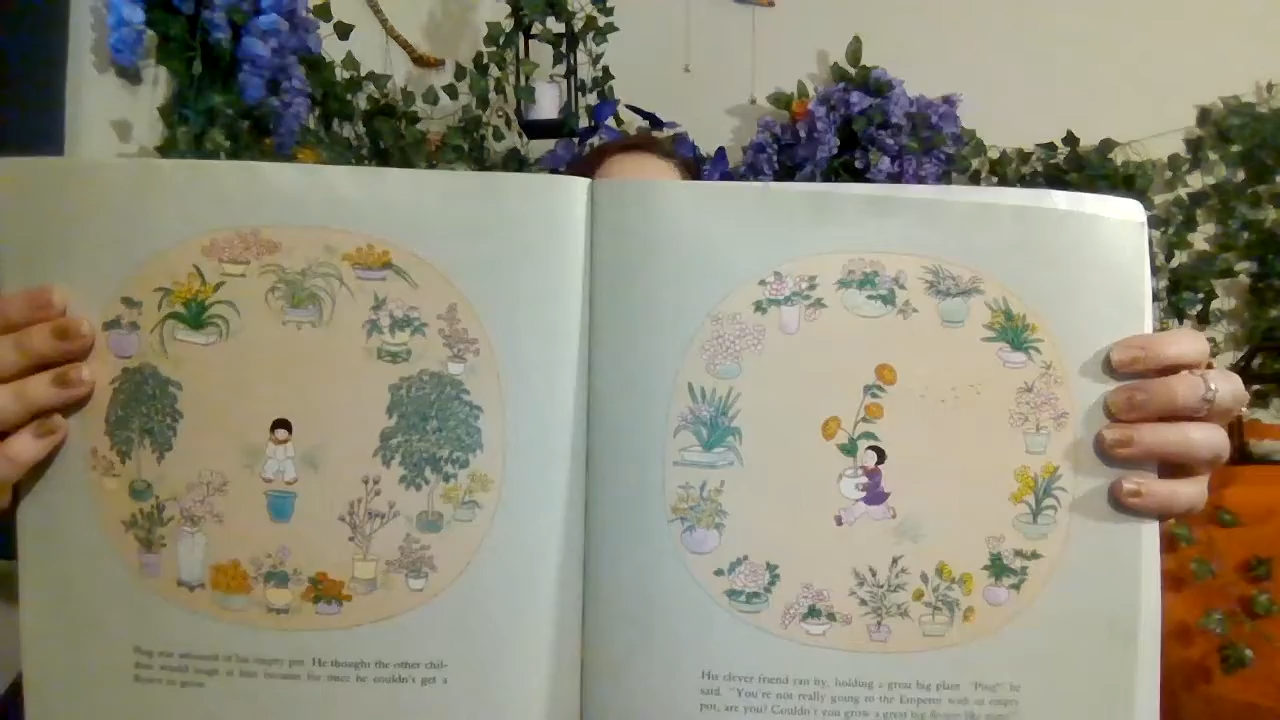 Ping was ashamed of his empty pot. He thought the other chil-
dren would laugh at him because for once he couldn't get a
flower to grow.
His clever friend ran by, holding a great big plant. "Ping!" he
said. "You're not really going to the Emperor with an empty
pot, are you? Couldn't you grow a great big flower like mine?"